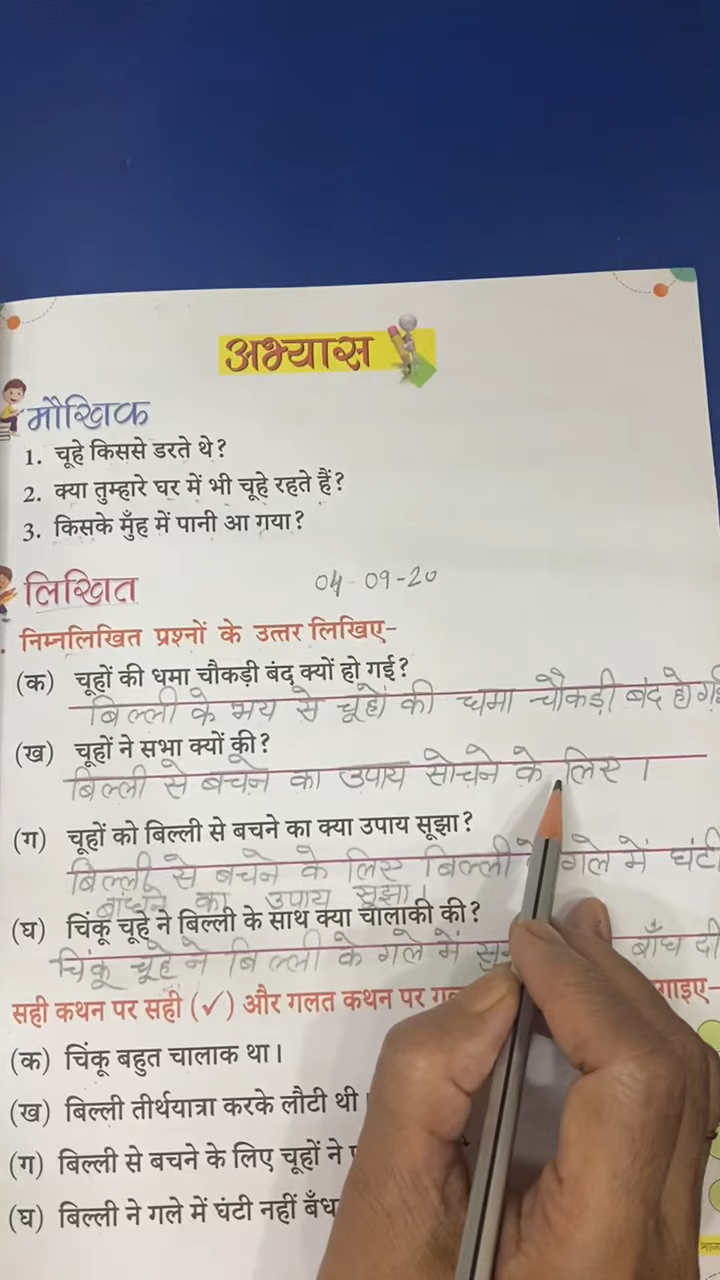 अभ्यास
मौखिक
1. चूहे किससे डरते थे?
2. क्या तुम्हारे घर में भी चूहे रहते हैं?
3. किसके मुँह में पानी आ गया?
लिखित
04-09-20
निम्नलिखित प्रश्नों के उत्तर लिखिए-
(क) चूहों की धमा चौकड़ी बंद क्यों हो गई?
बिल्ली के भय से चूहों की धमा चौकड़ी बंद हो गई
(ख) चूहों ने सभा क्यों की?
बिल्ली से बचने का उपाय सोचने के लिए ।
(ग) चूहों को बिल्ली से बचने का क्या उपाय सूझा?
बिल्ली से बचने के लिए बिल्ली के गले में घंटी
बांधने का उपाय सूझा।
(घ) चिंकू चूहे ने बिल्ली के साथ क्या चालाकी की?
चिंकू चूहे ने बिल्ली के गले में बाँध दी
सही कथन पर सही (✓) और गलत कथन पर
(क) चिंकू बहुत चालाक था।
(ख) बिल्ली तीर्थयात्रा करके लौटी थी
(ग) बिल्ली से बचने के लिए चूहों ने
(घ) बिल्ली ने गले में घंटी नहीं